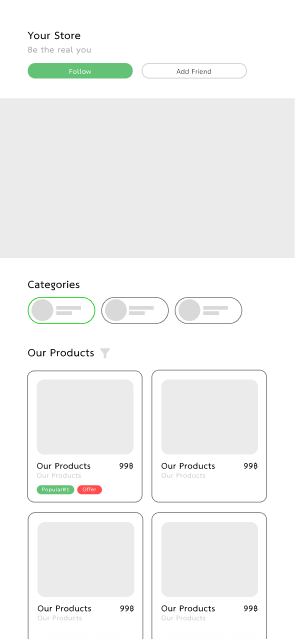 Your Store
Be the real you
Follow
Add Friend
Categories
Our Products
Our Products 99฿
Our Products
Popular#1 Offer
Our Products 99฿
Our Products
Our Products 99฿
Our Products
Our Products 99฿
Our Products